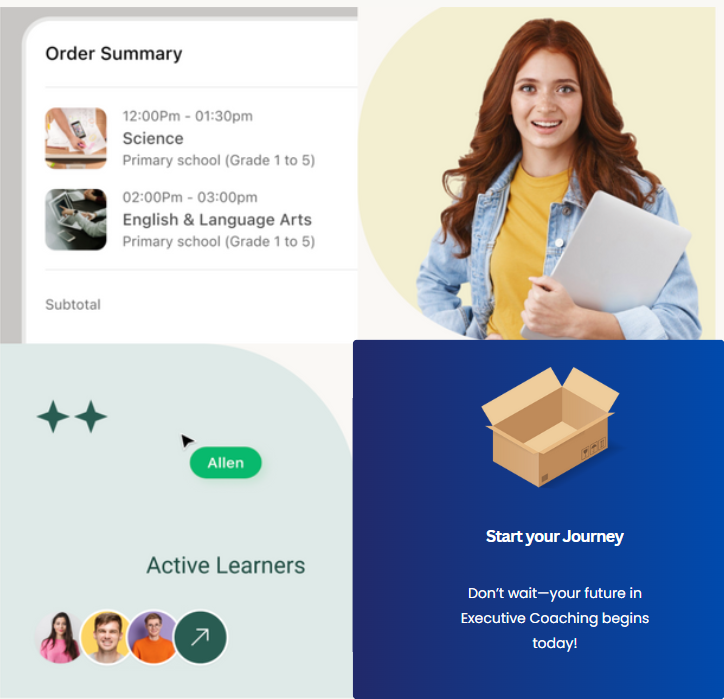 Order Summary
12:00Pm - 01:30pm
Science
Primary school (Grade 1 to 5)
02:00Pm - 03:00pm
English & Language Arts
Primary school (Grade 1 to 5)
Subtotal
Allen
Active Learners
Start your Journey
Don’t wait—your future in
Executive Coaching begins
today!